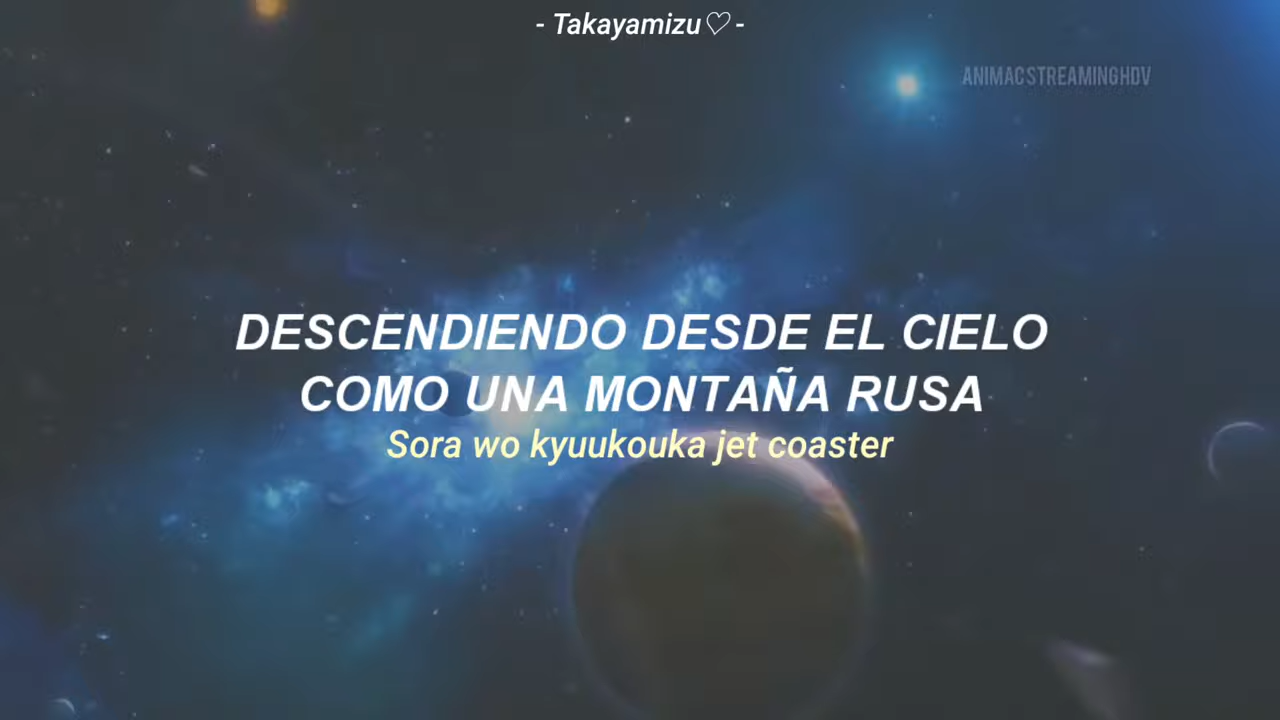 - Takayamizu♡ -
ANIMACSTREAMINGHDV
DESCENDIENDO DESDE EL CIELO
COMO UNA MONTAÑA RUSA
Sora wo kyuukouka jet coaster